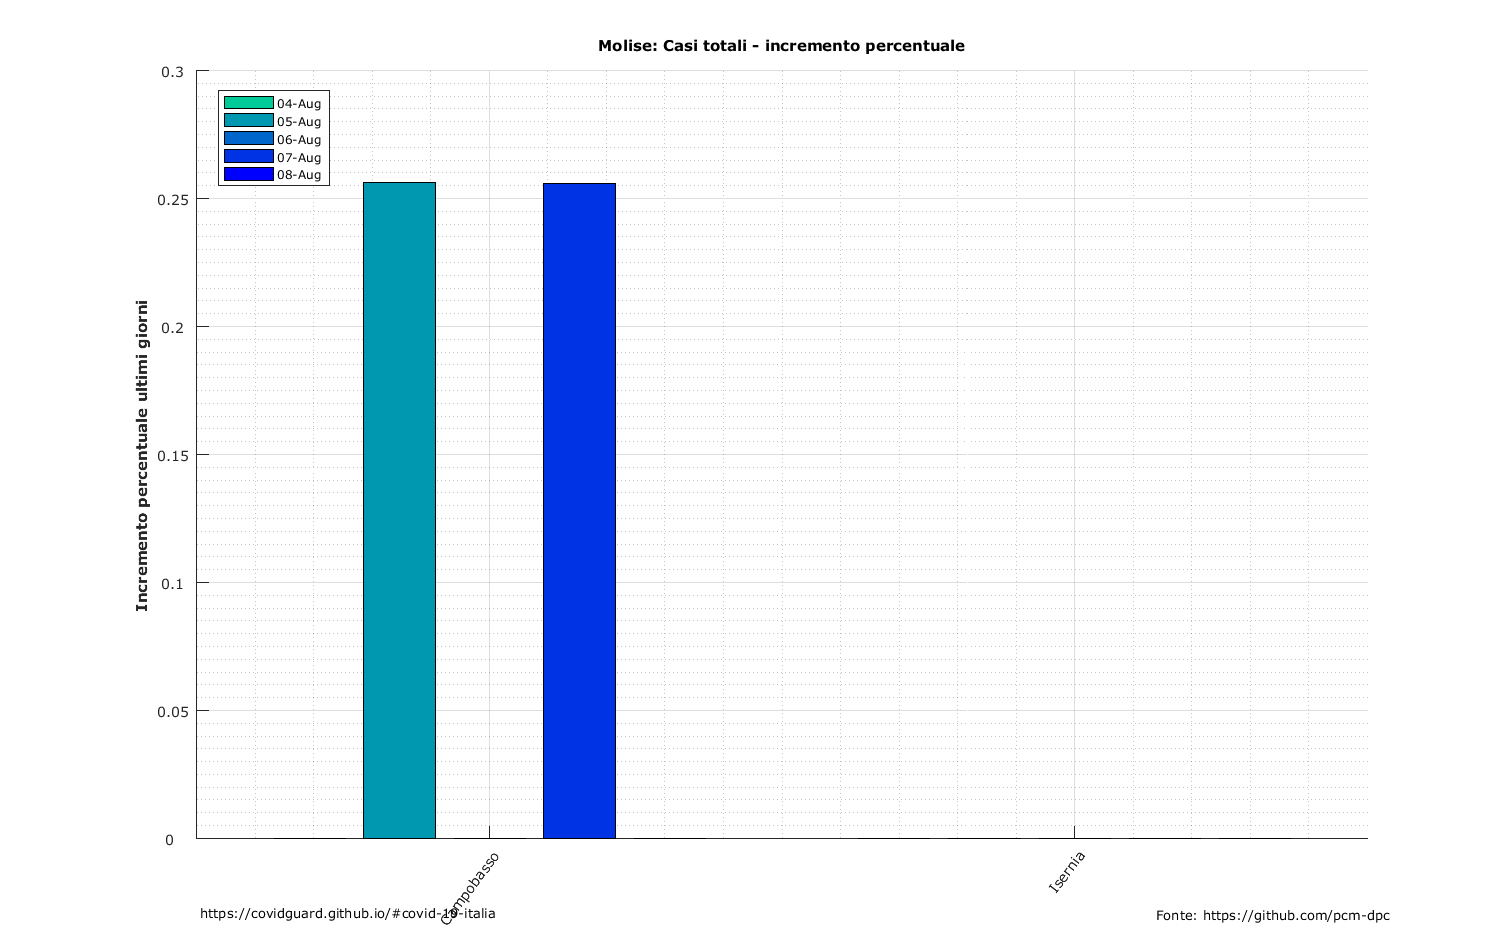 Molise: Casi totali - incremento percentuale
0.3
04-Aug
05-Aug
06-Aug
07-Aug
08-Aug
0.25
0.2
0.15
0.1
0.05
0
Incremento percentuale ultimi giorni
Campobasso
Isernia
https://covidguard.github.io/#covid-19-italia
Fonte: https://github.com/pcm-dpc